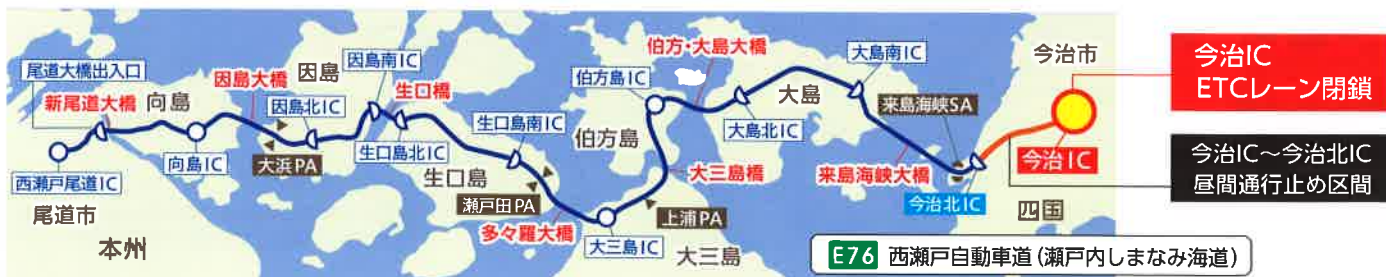 尾道大橋出入口
新尾道大橋
向島
因島大橋
因島
因島北IC
因島南IC
生口橋
伯方・大島大橋
伯方島IC
大島南IC
今治市
今治IC
ETCレーン閉鎖
来島海峡SA
大島
生口島南IC
伯方島
大島北IC
向島IC
大浜PA
生口島北IC
生口島
大三島橋
来島海峡大橋
今治IC
今治IC～今治北IC
昼間通行止め区間
西瀬戸尾道IC
尾道市
瀬戸田PA
上浦PA
今治北IC
四国
多々羅大橋
大三島IC
大三島
本州
E76 西瀬戸自動車道(瀬戸内しまなみ海道)